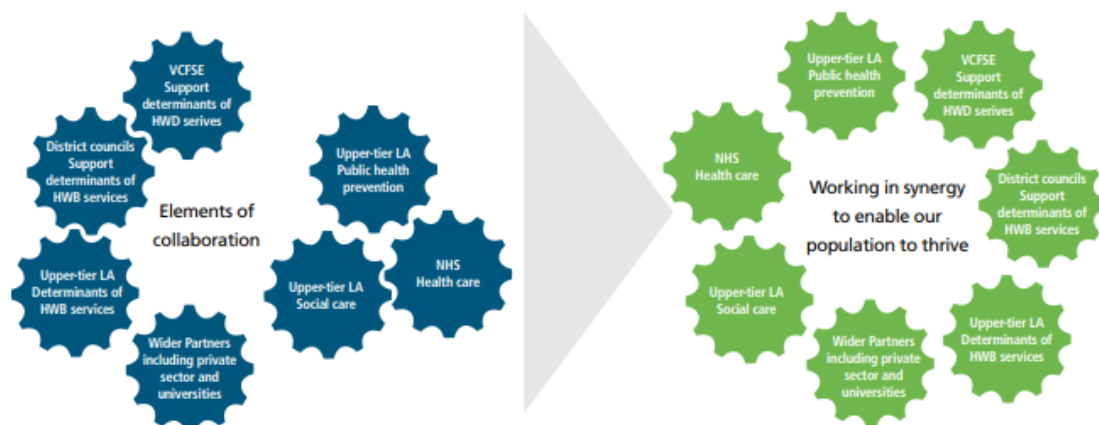 VCFSE
Support
determinants of
HWD serives
District councils
Support
determinants of
HWB services
Upper-tier LA
Determinants of
HWB services
Wider Partners
including private
sector and
universities
Elements of
collaboration
Upper-tier LA
Public health
prevention
Upper-tier LA
Social care
NHS
Health care
Upper-tier LA
Public health
prevention
VCFSE
Support
determinants of
HWD srives
NHS
Health care
Working in synergy
to enable our
population to thrive
District councils
Support
determinants of
HWB services
Upper-tier LA
Social care
Wider Partners
including private
sector and
universities
Upper-tier LA
Determinants of
HWB services